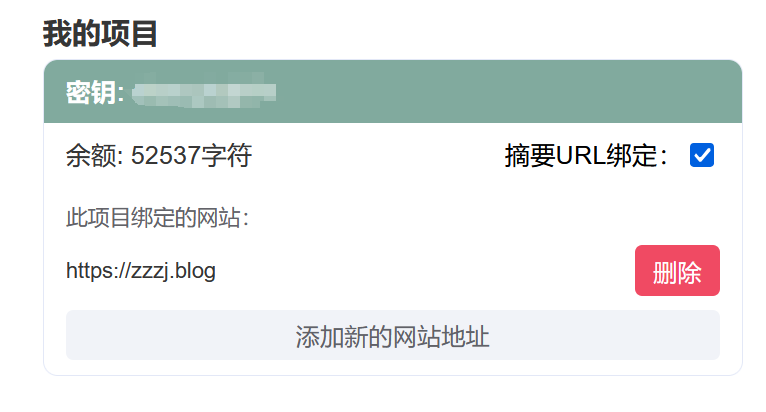 我的项目
密钥:
余额: 52537字符 摘要URL绑定：
此项目绑定的网站：
https://zzzj.blog 删除
添加新的网站地址